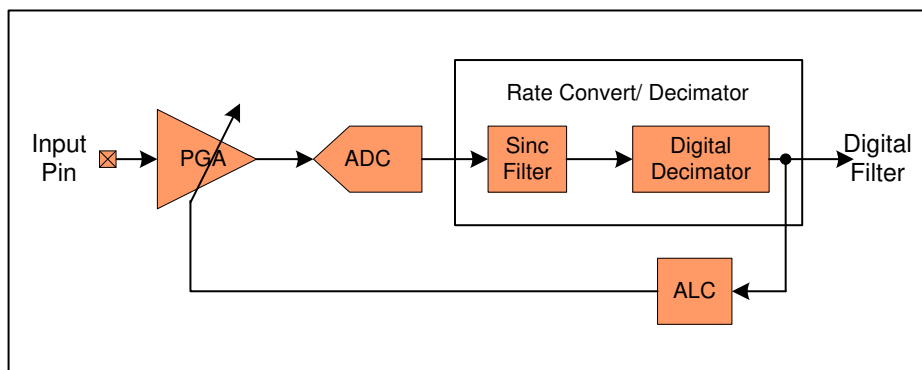 Rate Convert/ Decimator
Input
Pin
PGA
ADC
Sinc
Filter
Digital
Decimator
Digital
Filter
ALC